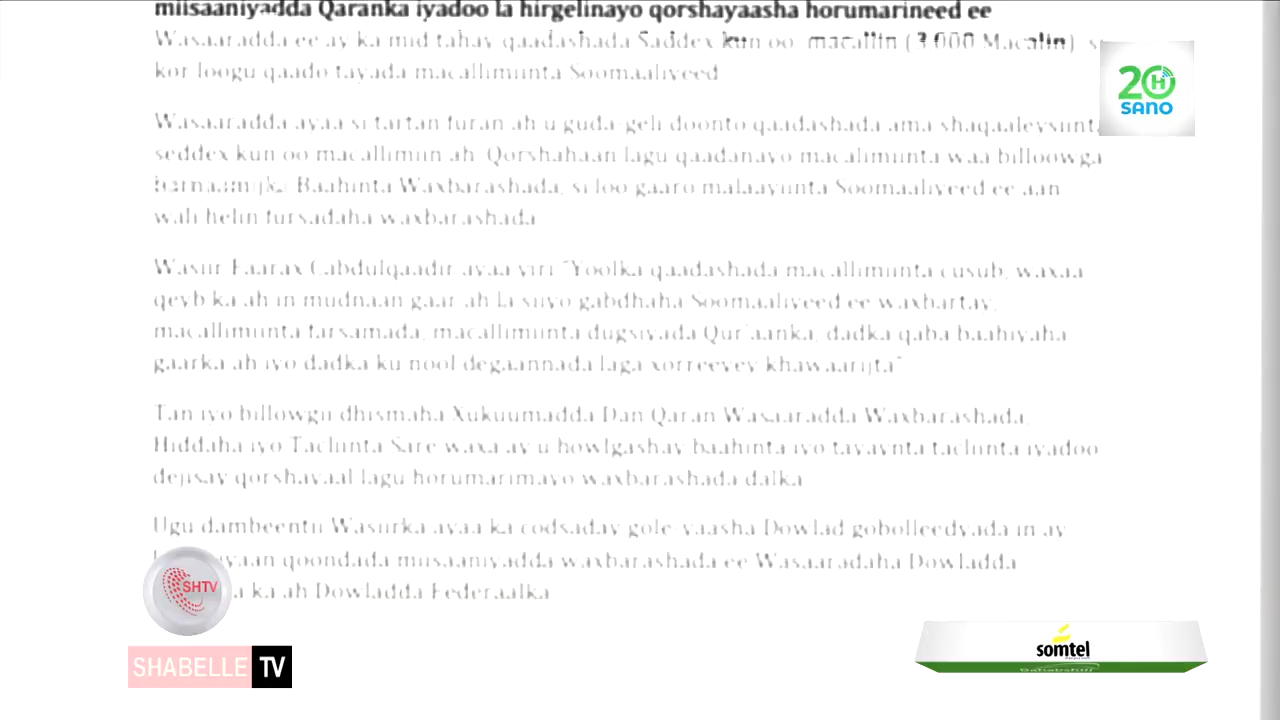 miisaaniyadda Qaranka iyadoo la hirgelinayo qorshayaasha horumarineed ee
Wasaaradda ee ay ka mid tahay qaadashada Saddex kun oo macallin (3,000 Macalin) si
kor loogu qaado tayada macallimiinta Soomaaliyeed
Wasaaradda ayaa si tartan furan ah u guda-geli doonto qaadashada ama shaqaaleysiinta
seddex kun oo macallimiin ah. Qorshahaan lagu qaadanayo macalimiinta waa billoowga
barnaamijka Baahinta Waxbarashada, si loo gaaro malaayiinta Soomaaliyeed ee aan
wali helin fursadaha waxbarashada
Wasiir Faarax Cabdulqaadir ayaa yiri "Yoolka qaadashada macallimiinta cusub, waxaa
qeyb ka ah in mudnaan gaar ah la siiyo gabdhaha Soomaaliyeed ee waxbartay,
macallimiinta farsamada, macallimiinta dugsiyada Qur'aanka, dadka qaba baahiyaha
gaarka ah iyo dadka ku nool degaannada laga xorreeyey khawaarijta"
Tan iyo billowgii dhismaha Xukuumadda Dan Qaran Wasaaradda Waxbarashada,
Hiddaha iyo Tacliinta Sare waxa ay u howlgashay baahinta iyo tayaynta tacliinta iyadoo
dejisay qorshayaal lagu horumarimayo waxbarashada dalka
Ugu dambeentii Wasiirka ayaa ka codsaday gole-yaasha Dowlad gobolleedyada in ay
qoondada miisaaniyadda waxbarashada ee Wasaaradaha Dowladda
ka ah Dowladda Federaalka
20
H
SANO
SHTV
SHABELLE TV
somtel
Dahabshiil